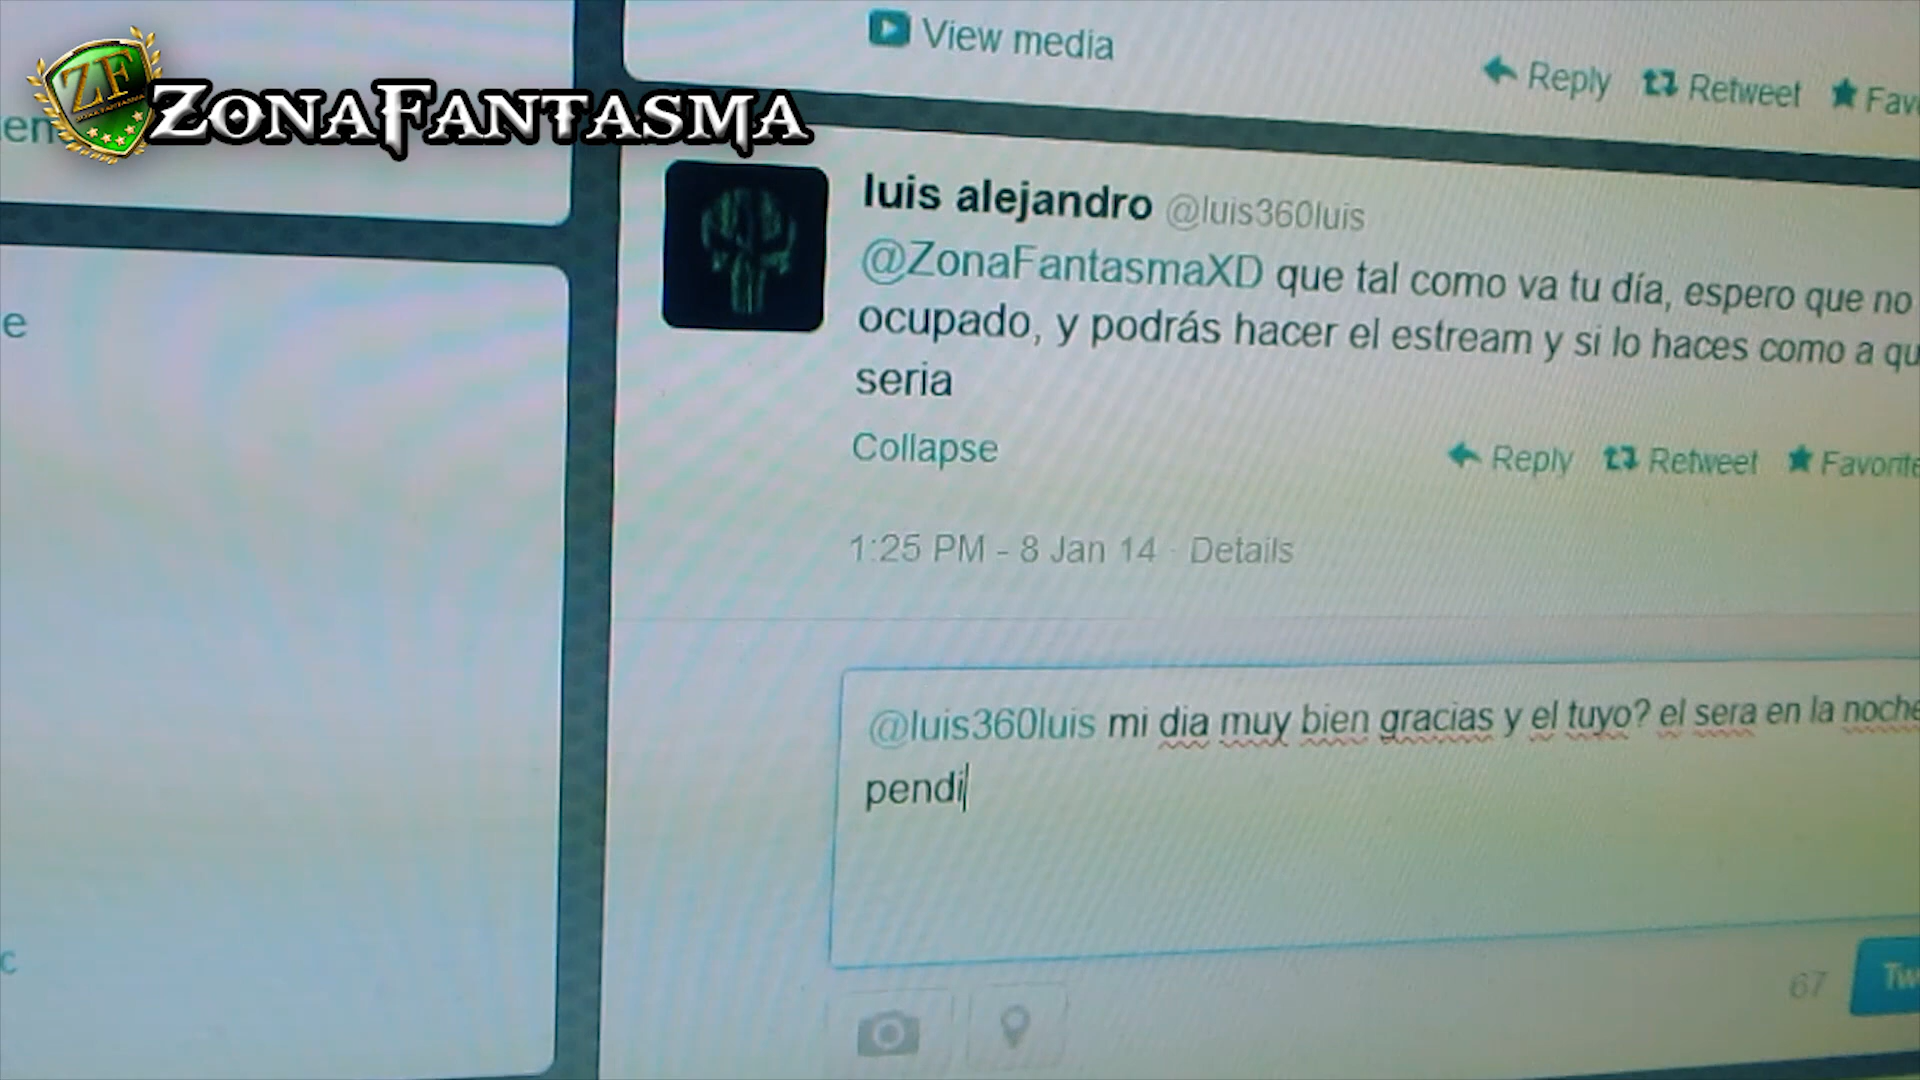 View media
Reply Retweet
ZF
ZONAFANTASMA
luis alejandro @luis360luis
@ZonaFantasmaXD que tal como va tu día, espero que no
ocupado, y podrás hacer el estream y si lo haces como a qu
seria
Collapse
Reply Retweet Favorite
1:25 PM - 8 Jan 14 · Details
@luis360luis mi dia muy bien gracias y el tuyo? el sera en la noche
pendi
67